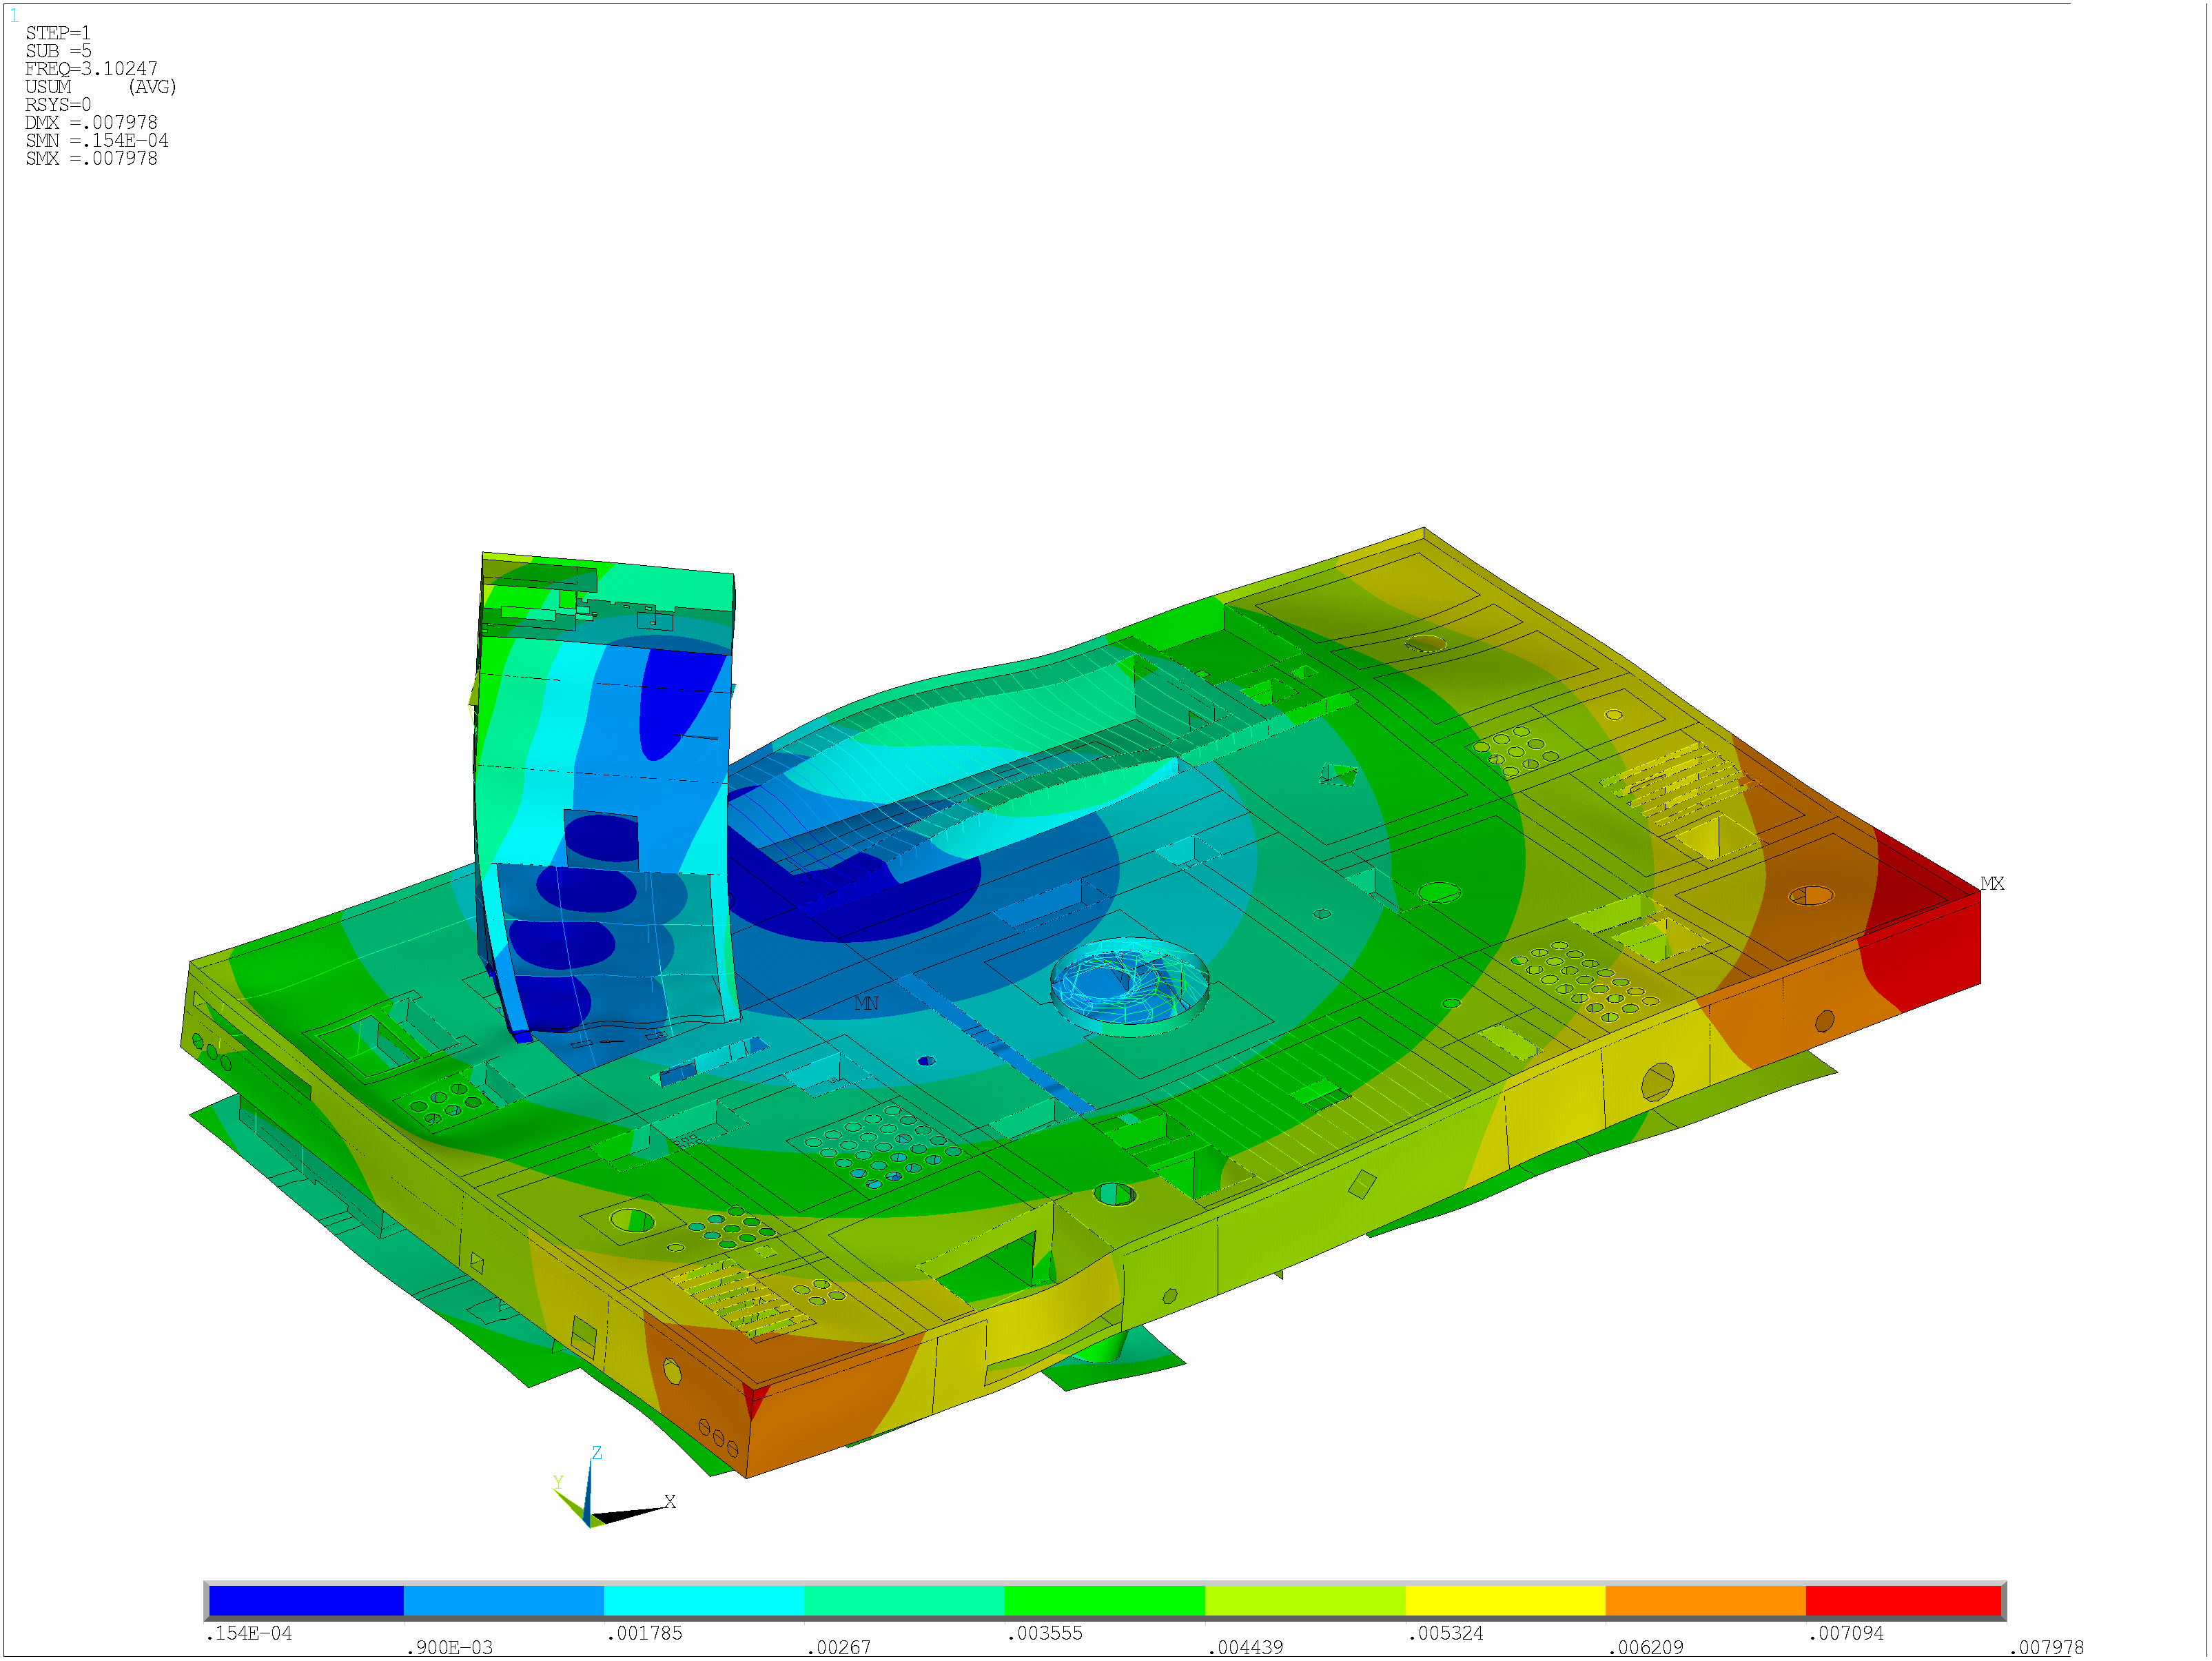 1
STEP=1
SUB =5
FREQ=3.10247
USUM (AVG)
RSYS=0
DMX =.007978
SMN =.154E-04
SMX =.007978
MX
MN
Z
Y
X
.154E-04
.900E-03
.001785
.00267
.003555
.004439
.005324
.006209
.007094
.007978